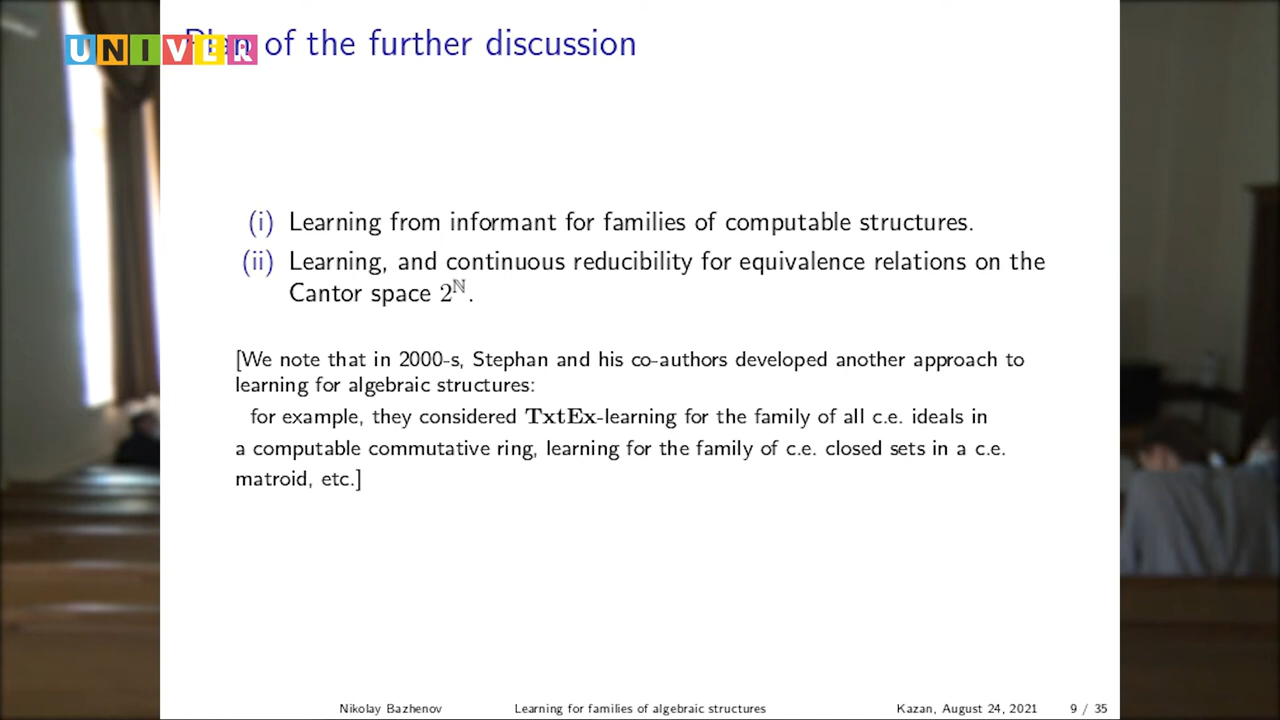 UNIVER
Plan of the further discussion
(i) Learning from informant for families of computable structures.
(ii) Learning, and continuous reducibility for equivalence relations on the
Cantor space 2^ℕ.
[We note that in 2000-s, Stephan and his co-authors developed another approach to
learning for algebraic structures:
for example, they considered TxtEx-learning for the family of all c.e. ideals in
a computable commutative ring, learning for the family of c.e. closed sets in a c.e.
matroid, etc.]
Nikolay Bazhenov Learning for families of algebraic structures Kazan, August 24, 2021 9 / 35